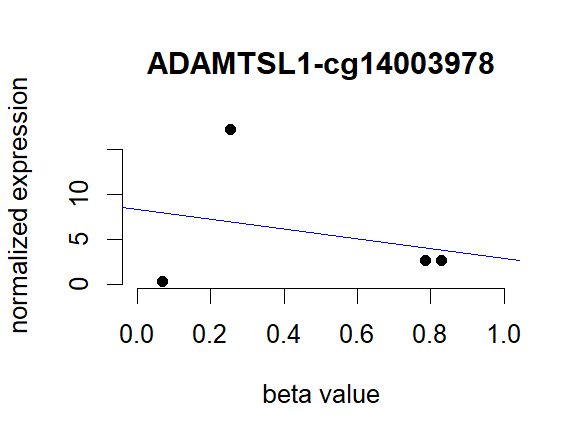 ADAMTSL1-cg14003978
normalized expression
10
5
0
0.0 0.2 0.4 0.6 0.8 1.0
beta value